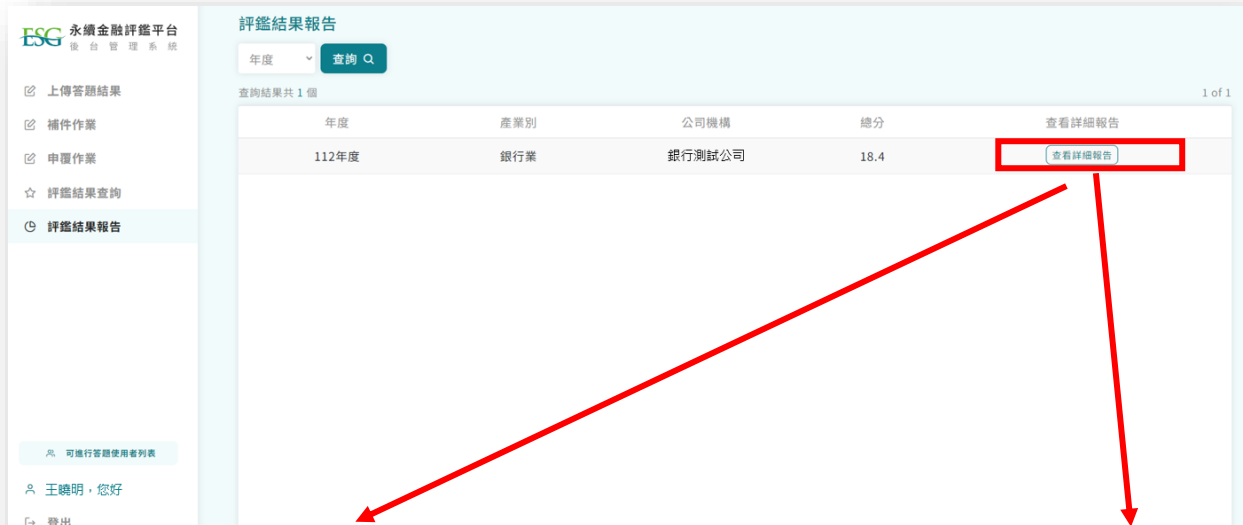 ESG 永續金融評鑑平台
後台管理系統
上傳答題結果
補件作業
申覆作業
評鑑結果查詢
評鑑結果報告
可進行答題使用者列表
王曉明，您好
登出
評鑑結果報告
年度 查詢
查詢結果共 1 個 1 of 1
年度 產業別 公司機構 總分 查看詳細報告
112年度 銀行業 銀行測試公司 18.4 查看詳細報告